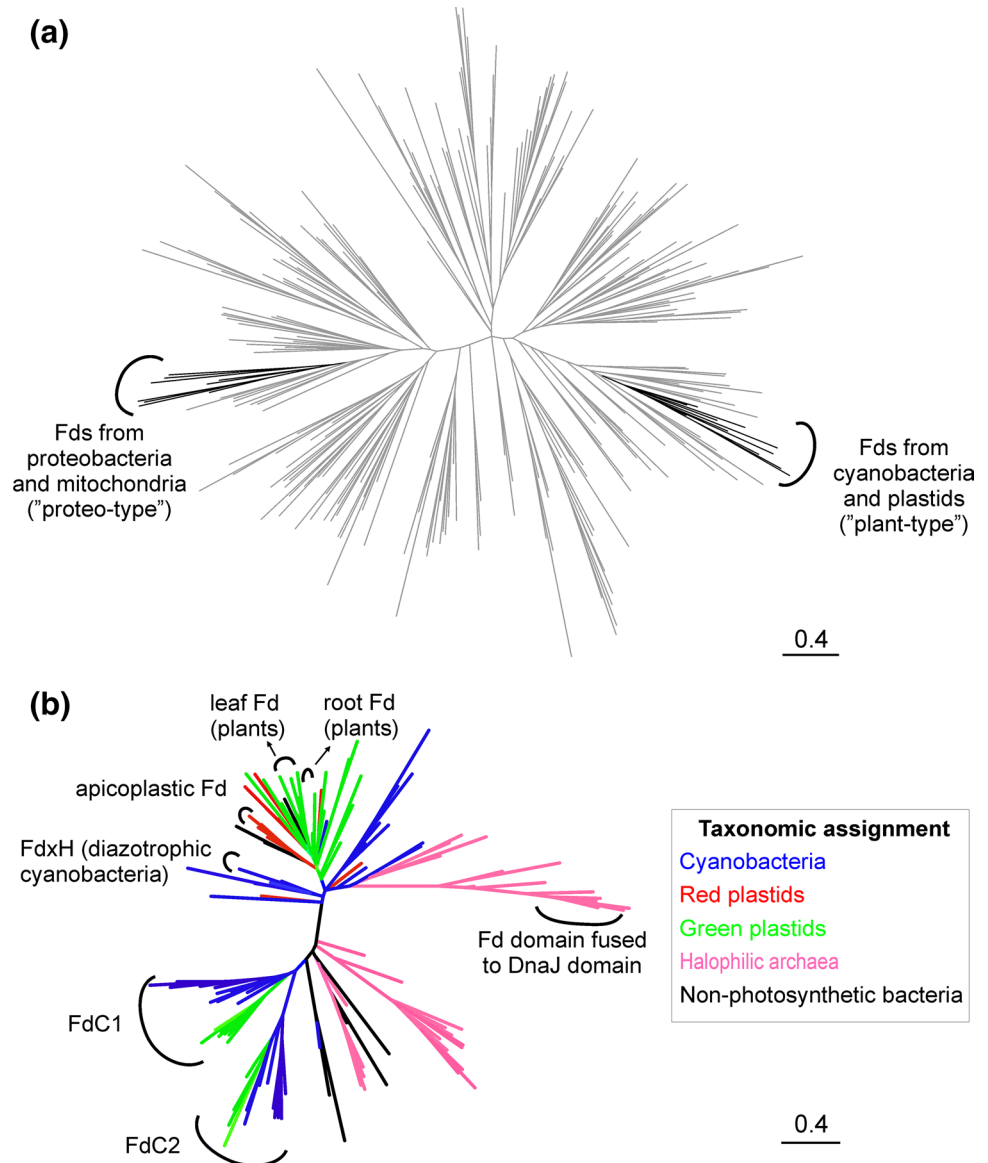 (a)
Fds from
proteobacteria
and mitochondria
(”proteo-type”)
Fds from
cyanobacteria
and plastids
(”plant-type”)
0.4
(b)
leaf Fd
(plants)
root Fd
(plants)
apicoplastic Fd
FdxH (diazotrophic
cyanobacteria)
Fd domain fused
to DnaJ domain
FdC1
FdC2
Taxonomic assignment
Cyanobacteria
Red plastids
Green plastids
Halophilic archaea
Non-photosynthetic bacteria
0.4